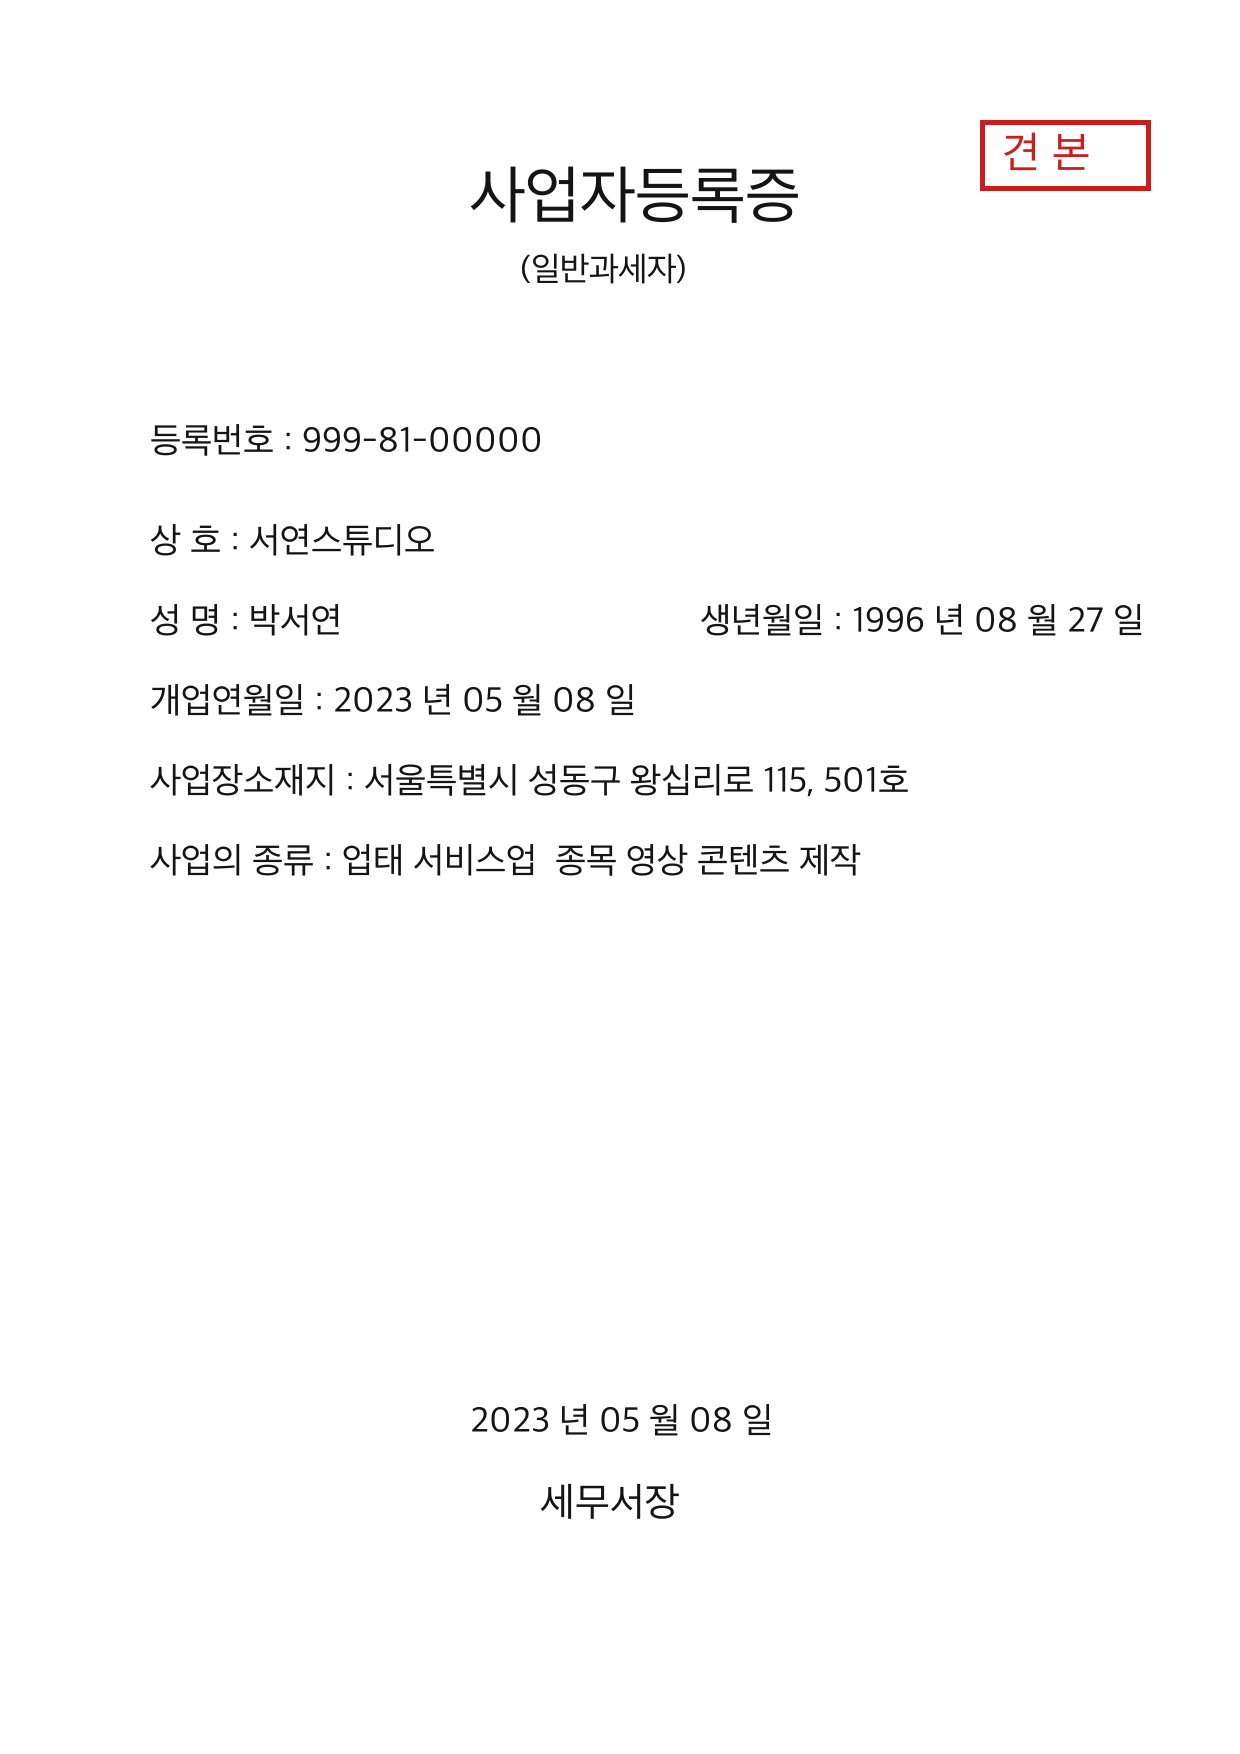 견 본
사업자등록증
(일반과세자)
등록번호 : 999-81-00000
상 호 : 서연스튜디오
성 명 : 박서연 생년월일 : 1996 년 08 월 27 일
개업연월일 : 2023 년 05 월 08 일
사업장소재지 : 서울특별시 성동구 왕십리로 115, 501호
사업의 종류 : 업태 서비스업 종목 영상 콘텐츠 제작
2023 년 05 월 08 일
세무서장